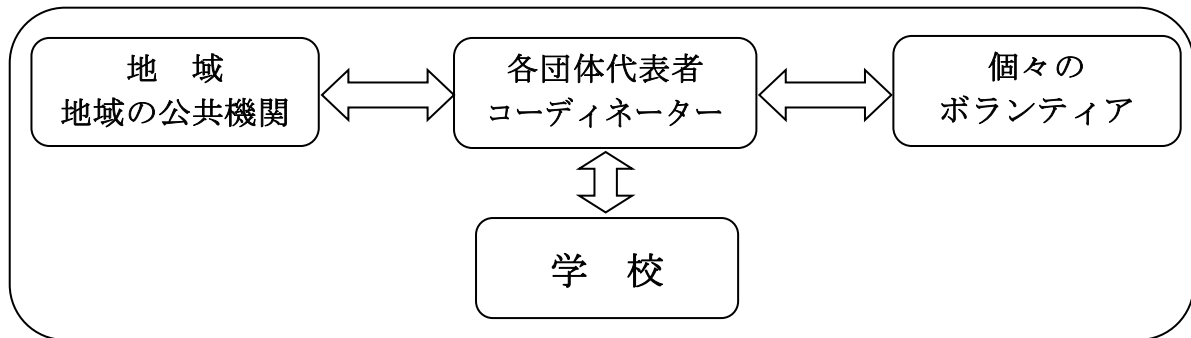 地　域
地域の公共機関
各団体代表者
コーディネーター
個々の
ボランティア
学　校